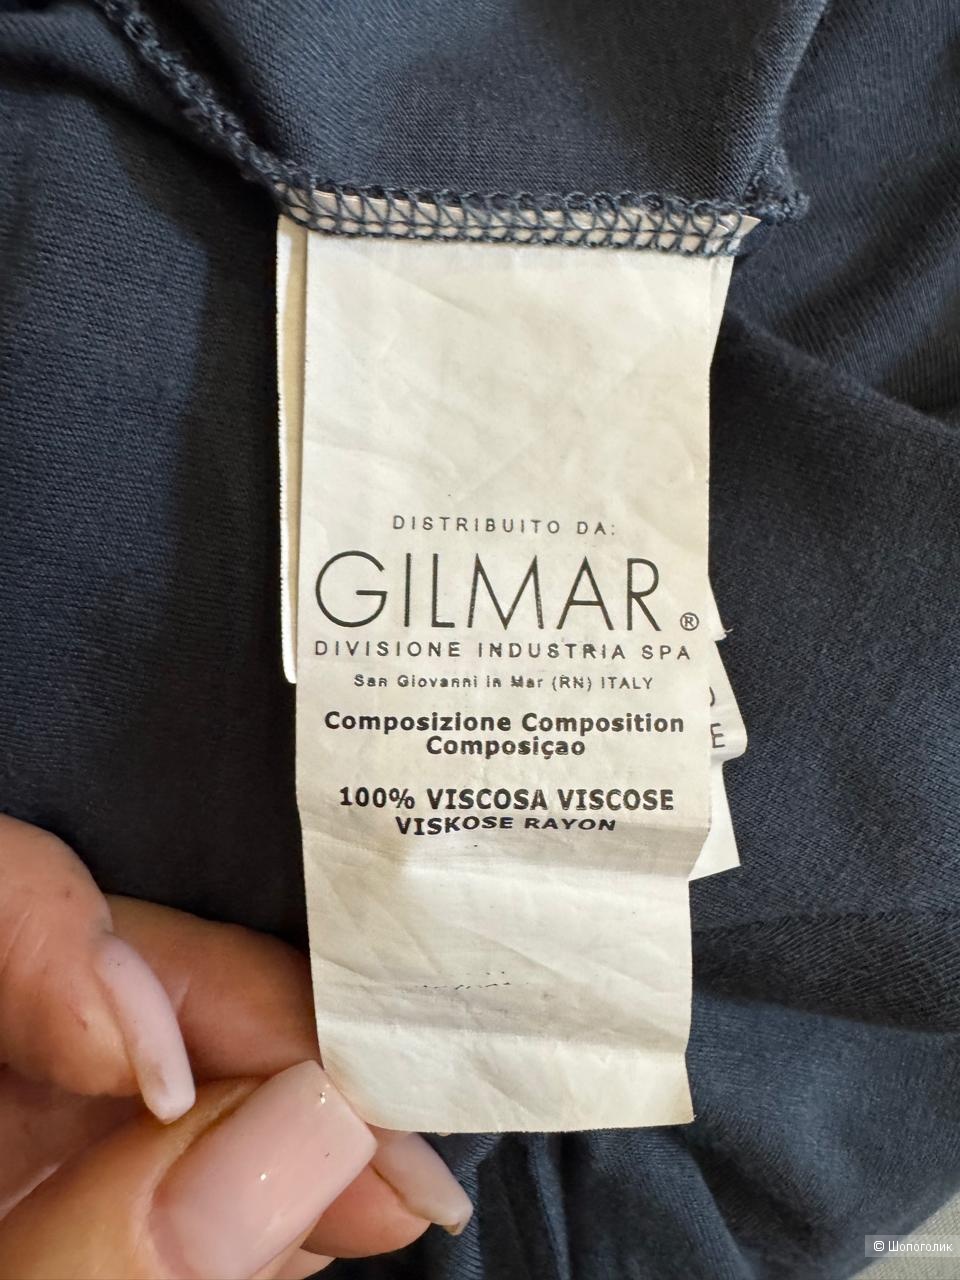 DISTRIBUITO DA:
GILMAR®
DIVISIONE INDUSTRIA SPA
San Giovanni in Mar (RN) ITALY
Composizione Composition
Composiçao
100% VISCOSA VISCOSE
VISKOSE RAYON
E
© Шопоголик